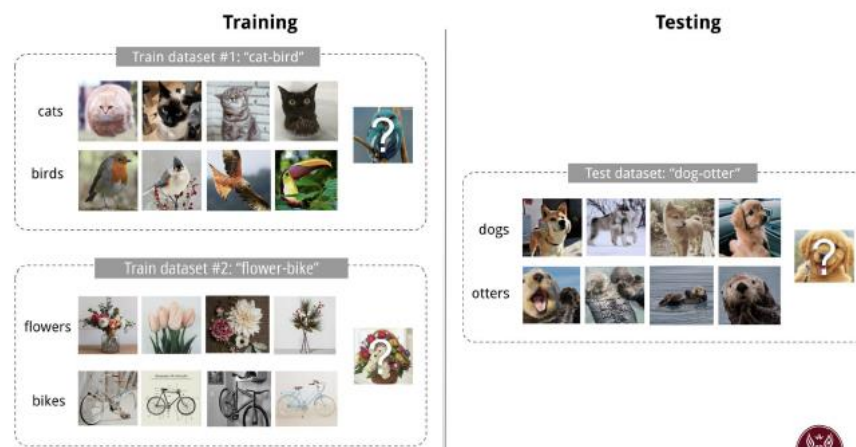 Training
Testing
Train dataset #1: “cat-bird”
cats
?
birds
Train dataset #2: “flower-bike”
flowers
?
bikes
Test dataset: “dog-otter”
dogs
?
otters